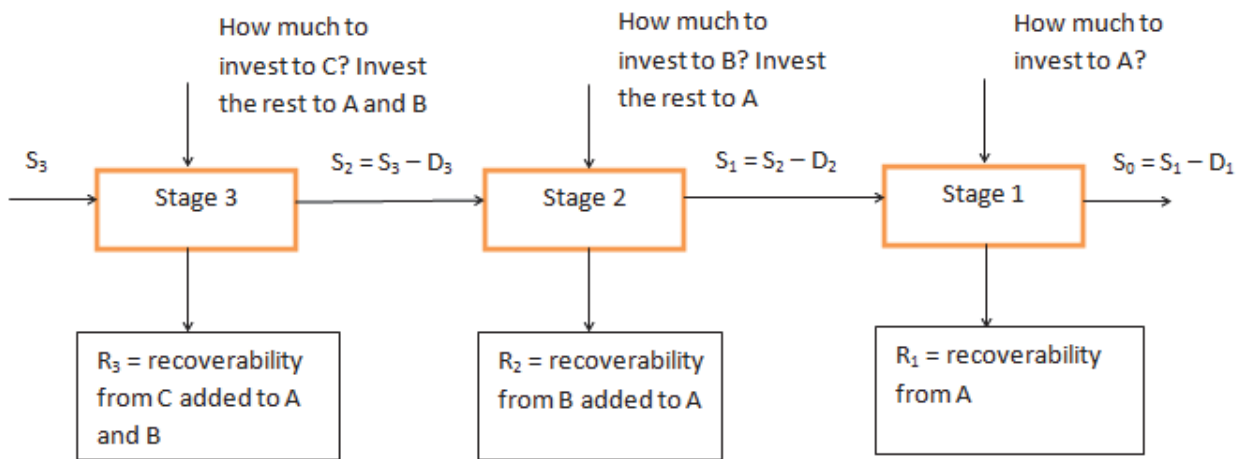 How much to
invest to C? Invest
the rest to A and B
How much to
invest to B? Invest
the rest to A
How much to
invest to A?
S₃
S₂ = S₃ – D₃
S₁ = S₂ – D₂
S₀ = S₁ – D₁
Stage 3
Stage 2
Stage 1
R₃ = recoverability
from C added to A
and B
R₂ = recoverability
from B added to A
R₁ = recoverability
from A